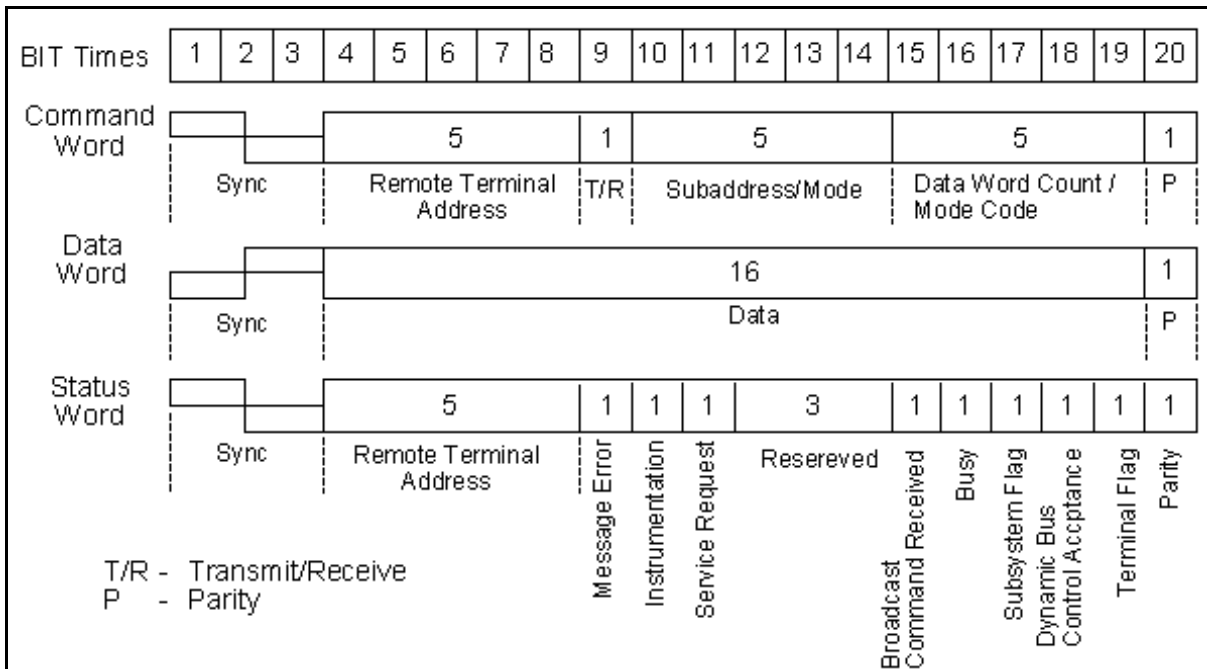 BIT Times 1 2 3 4 5 6 7 8 9 10 11 12 13 14 15 16 17 18 19 20
Command
Word
5 1 5 5 1
Sync
Remote Terminal
Address
T/R
Subaddress/Mode
Data Word Count /
Mode Code
P
Data
Word
16 1
Sync
Data
P
Status
Word
5 1 1 1 3 1 1 1 1 1 1
Sync
Remote Terminal
Address
Message Error
Instrumentation
Service Request
Resereved
Broadcast
Command Received
Busy
Subsystem Flag
Dynamic Bus
Control Accptance
Terminal Flag
Parity
T/R - Transmit/Receive
P - Parity